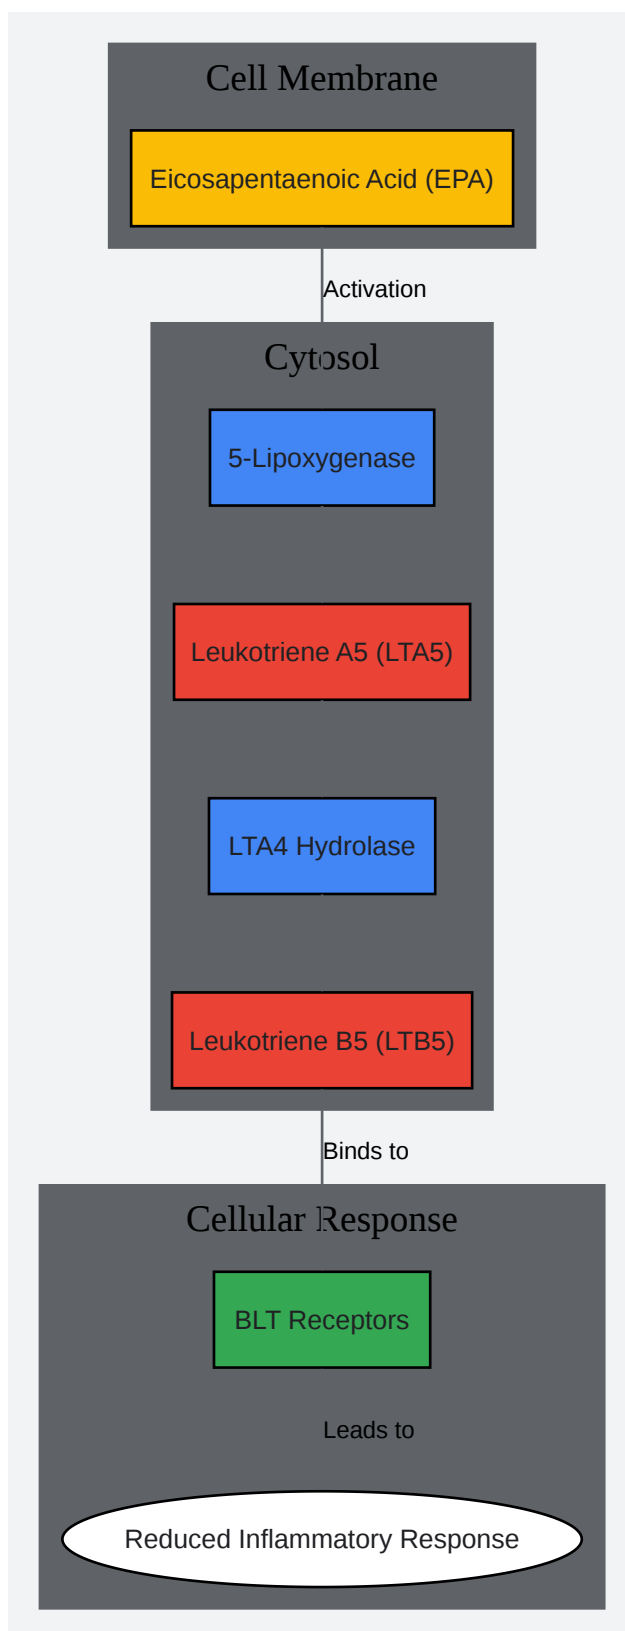 Cell Membrane
Eicosapentaenoic Acid (EPA)
Activation
Cytosol
5-Lipoxygenase
Leukotriene A5 (LTA5)
LTA4 Hydrolase
Leukotriene B5 (LTB5)
Binds to
Cellular Response
BLT Receptors
Leads to
Reduced Inflammatory Response